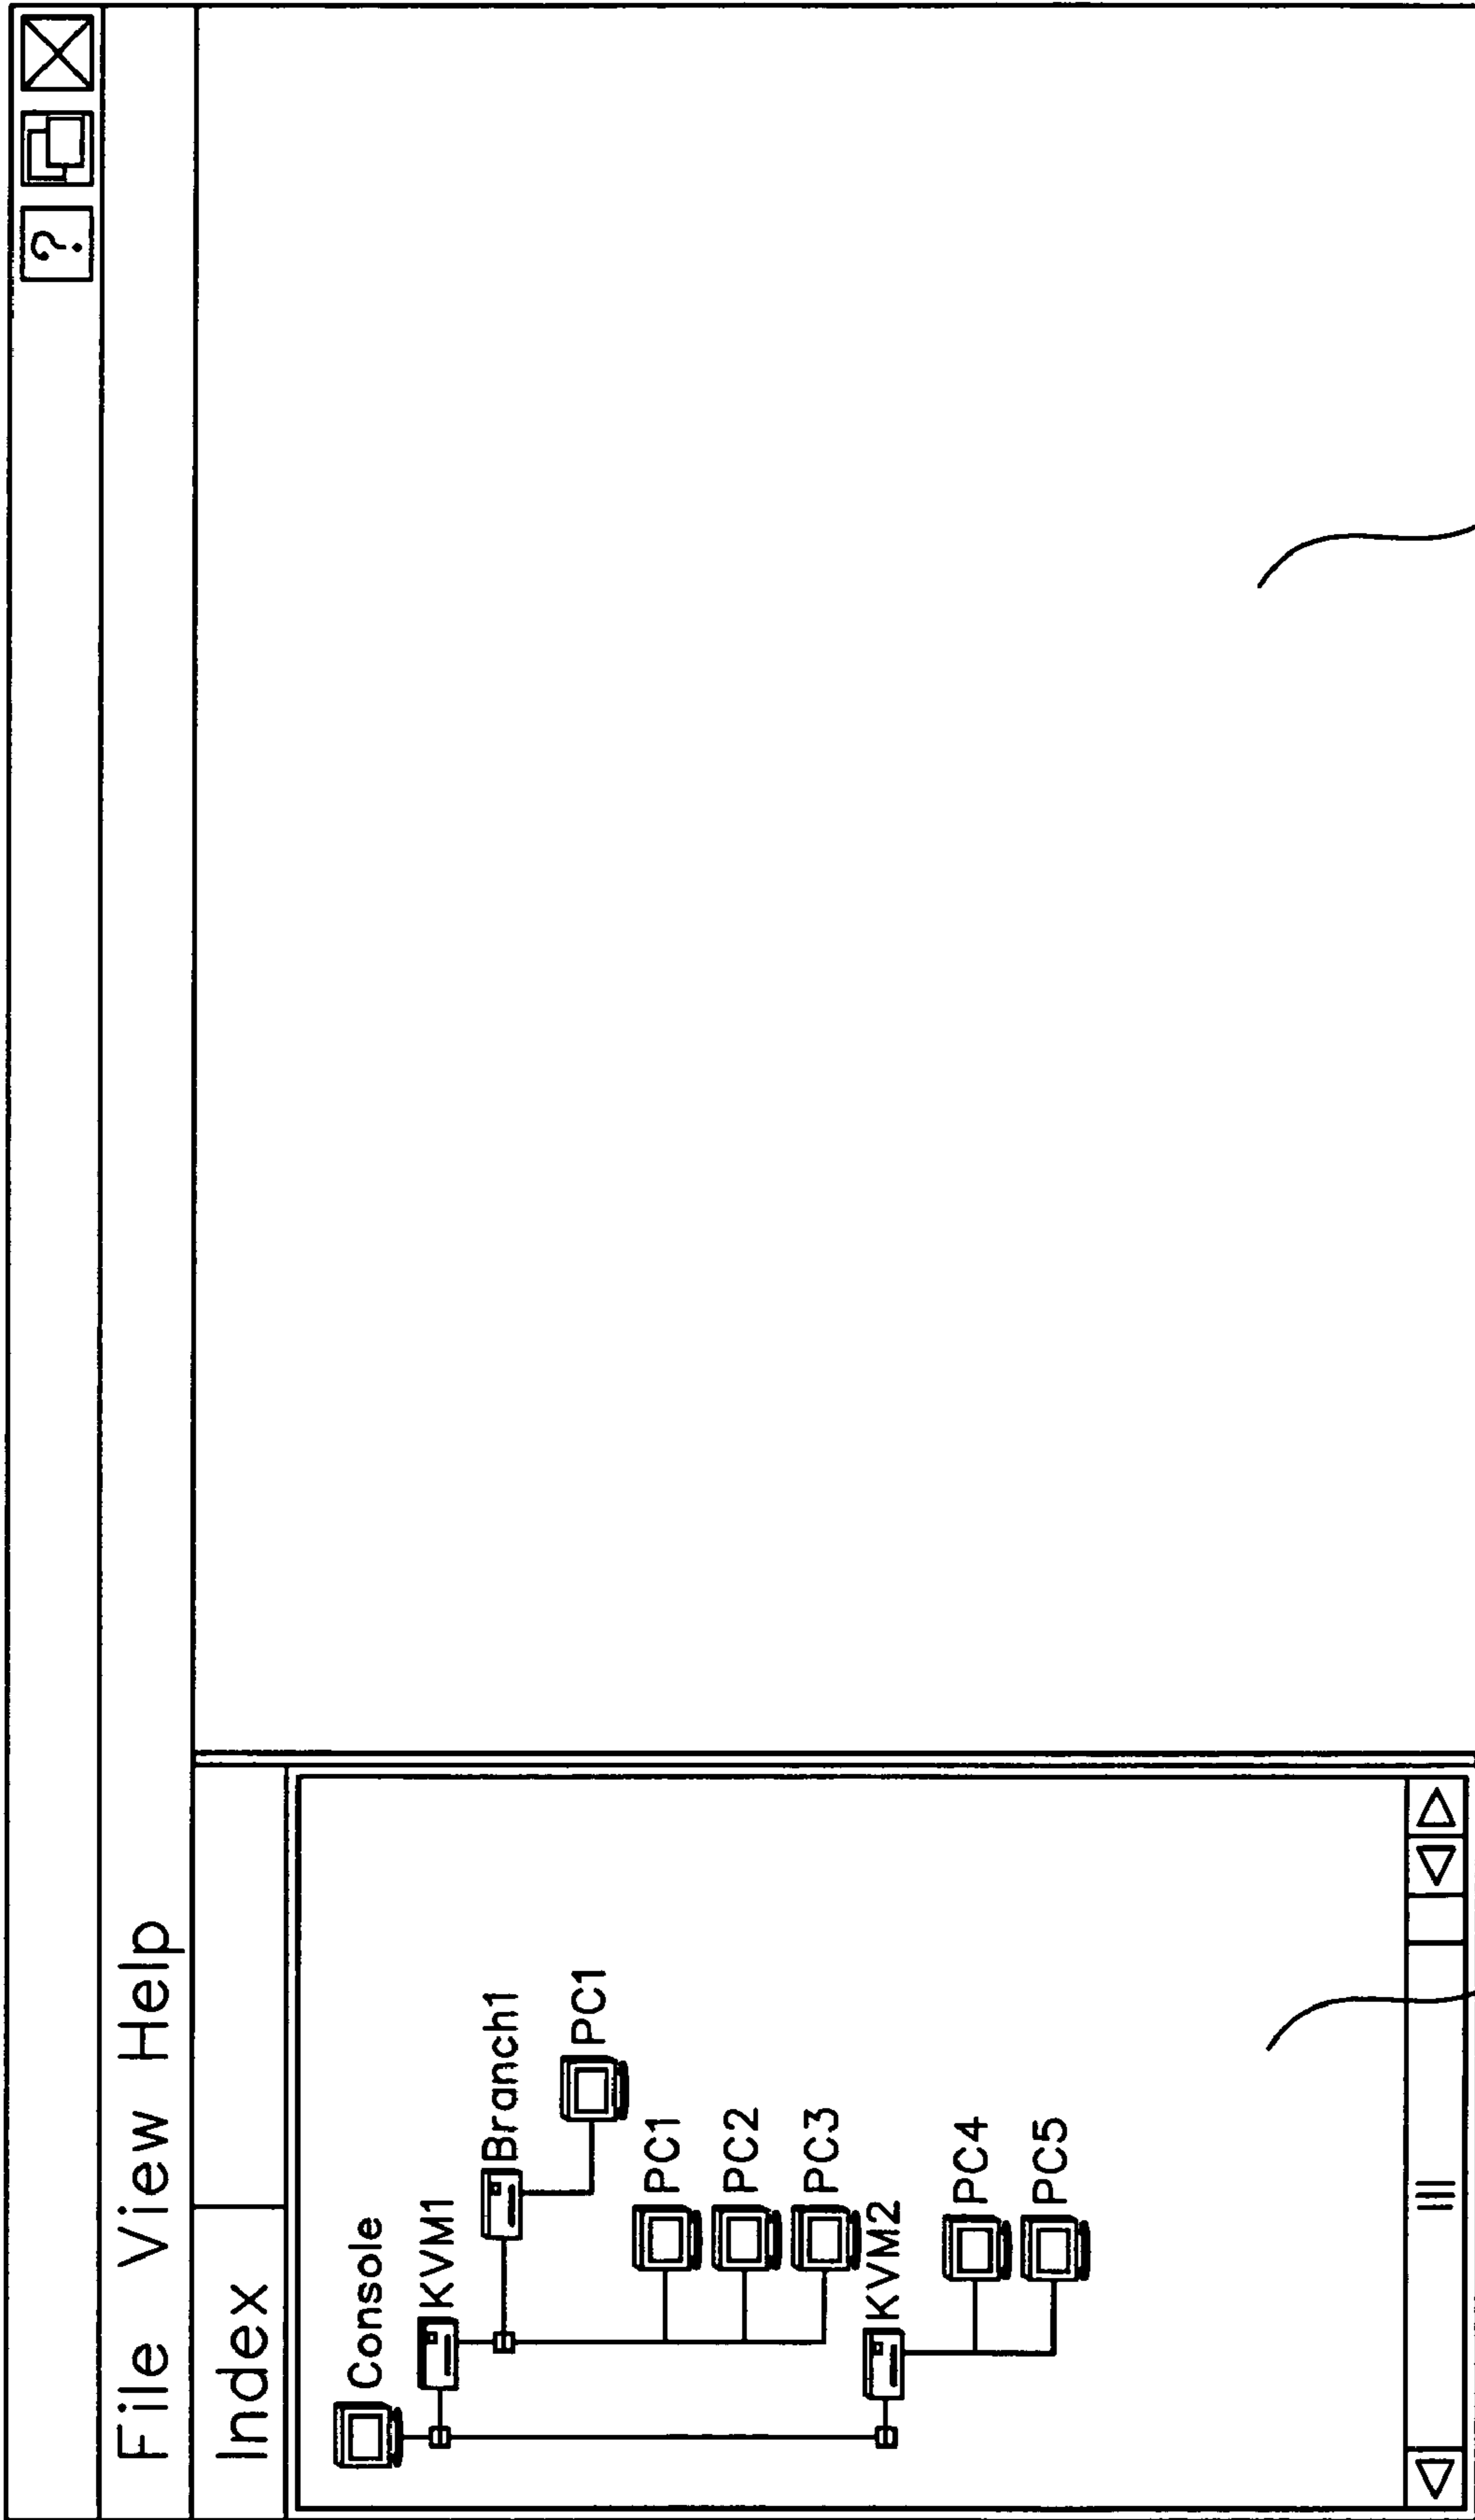 ?
File View Help
Index
Console
KVM1
Branch1
PC1
PC1
PC2
PC3
KVM2
PC4
PC5